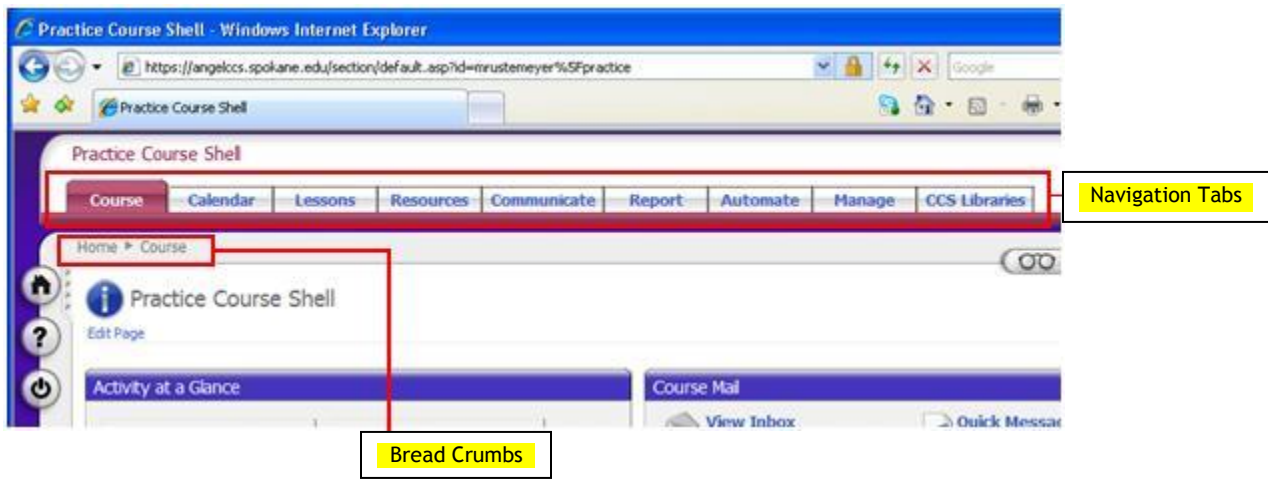 Practice Course Shell - Windows Internet Explorer
https://angelccs.spokane.edu/section/default.asp?id=mrustemeyer%5Fpractice
Google
Practice Course Shell
Practice Course Shell
Course Calendar Lessons Resources Communicate Report Automate Manage CCS Libraries
Navigation Tabs
Home Course
Practice Course Shell
Edit Page
Activity at a Glance
Course Mail
View Inbox
Quick Messa
Bread Crumbs